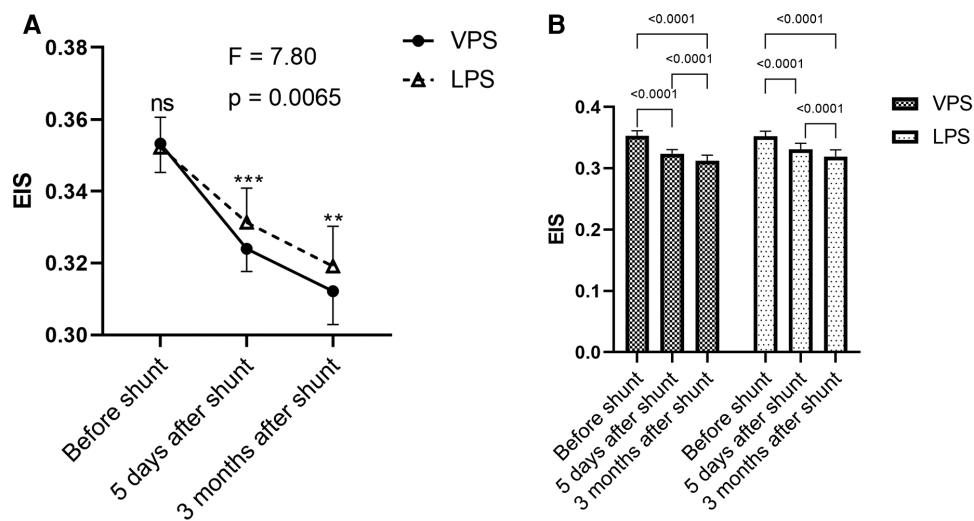 A
EIS
0.38
0.36
0.34
0.32
0.30
F = 7.80
p = 0.0065
ns
***
**
VPS
LPS
Before shunt
5 days after shunt
3 months after shunt
B
EIS
0.4
0.3
0.2
0.1
0.0
<0.0001
<0.0001
<0.0001
<0.0001
<0.0001
<0.0001
VPS
LPS
Before shunt
5 days after shunt
3 months after shunt
Before shunt
5 days after shunt
3 months after shunt